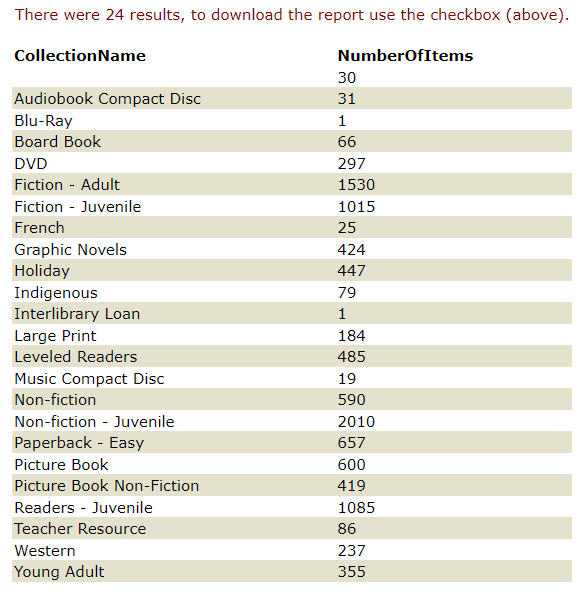 There were 24 results, to download the report use the checkbox (above).
CollectionName NumberOfItems
30
Audiobook Compact Disc 31
Blu-Ray 1
Board Book 66
DVD 297
Fiction - Adult 1530
Fiction - Juvenile 1015
French 25
Graphic Novels 424
Holiday 447
Indigenous 79
Interlibrary Loan 1
Large Print 184
Leveled Readers 485
Music Compact Disc 19
Non-fiction 590
Non-fiction - Juvenile 2010
Paperback - Easy 657
Picture Book 600
Picture Book Non-Fiction 419
Readers - Juvenile 1085
Teacher Resource 86
Western 237
Young Adult 355